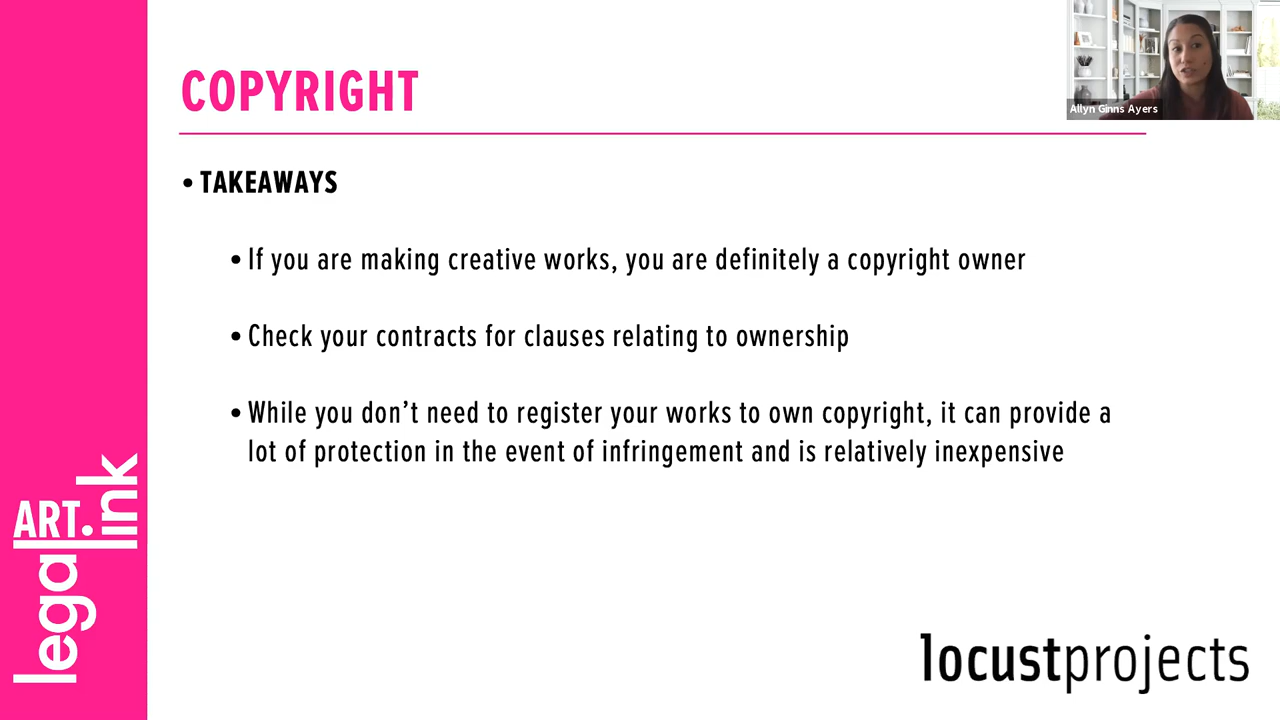 COPYRIGHT
Allyn Ginns Ayers
• TAKEAWAYS
• If you are making creative works, you are definitely a copyright owner
• Check your contracts for clauses relating to ownership
• While you don’t need to register your works to own copyright, it can provide a
lot of protection in the event of infringement and is relatively inexpensive
legal
ART.
link
locustprojects